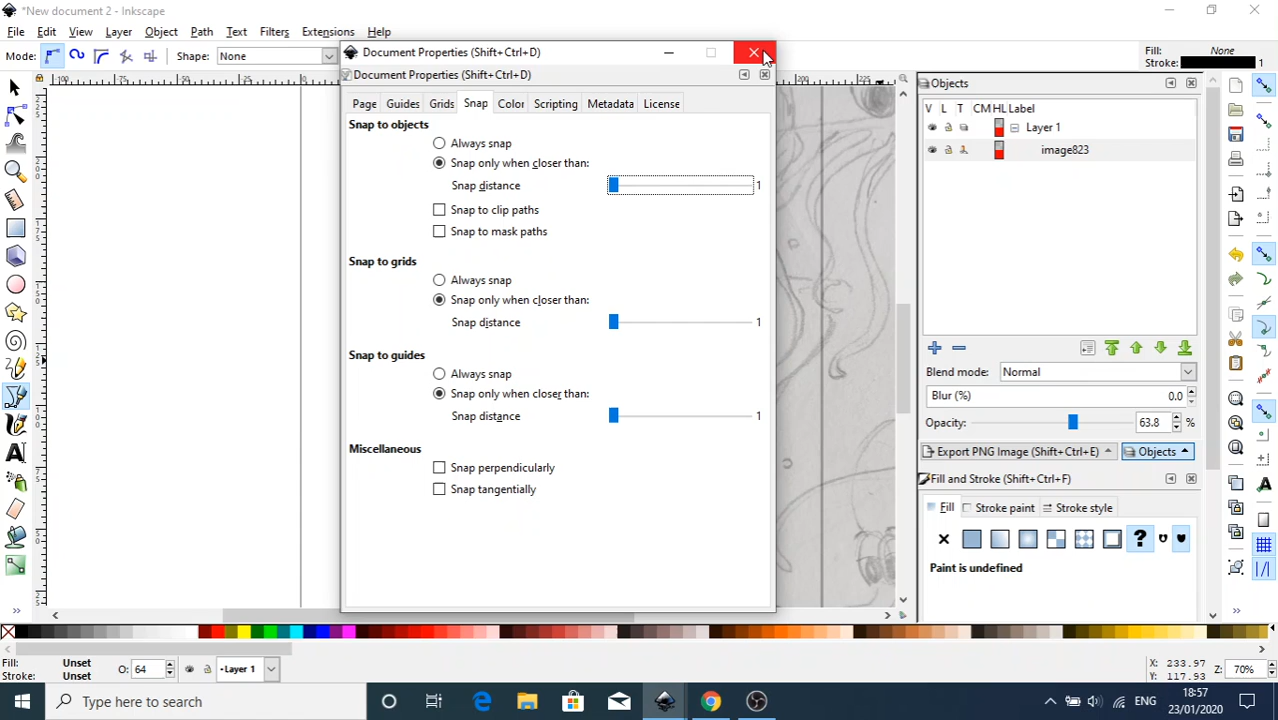 *New document 2 - Inkscape
File Edit View Layer Object Path Text Filters Extensions Help
Mode: Shape: None
Document Properties (Shift+Ctrl+D)
Document Properties (Shift+Ctrl+D)
Page Guides Grids Snap Color Scripting Metadata License
Snap to objects
Always snap
Snap only when closer than:
Snap distance 1
Snap to clip paths
Snap to mask paths
Snap to grids
Always snap
Snap only when closer than:
Snap distance 1
Snap to guides
Always snap
Snap only when closer than:
Snap distance 1
Miscellaneous
Snap perpendicularly
Snap tangentially
Fill: None
Stroke: 1
Objects
V L T CM HL Label
Layer 1
image823
Blend mode: Normal
Blur (%) 0.0
Opacity: 63.8 %
Export PNG Image (Shift+Ctrl+E) Objects
Fill and Stroke (Shift+Ctrl+F)
Fill Stroke paint Stroke style
Paint is undefined
Fill: Unset
Stroke: Unset
O: 64
Layer 1
X: 233.97
Y: 117.93
Z: 70%
Type here to search
ENG
18:57
23/01/2020